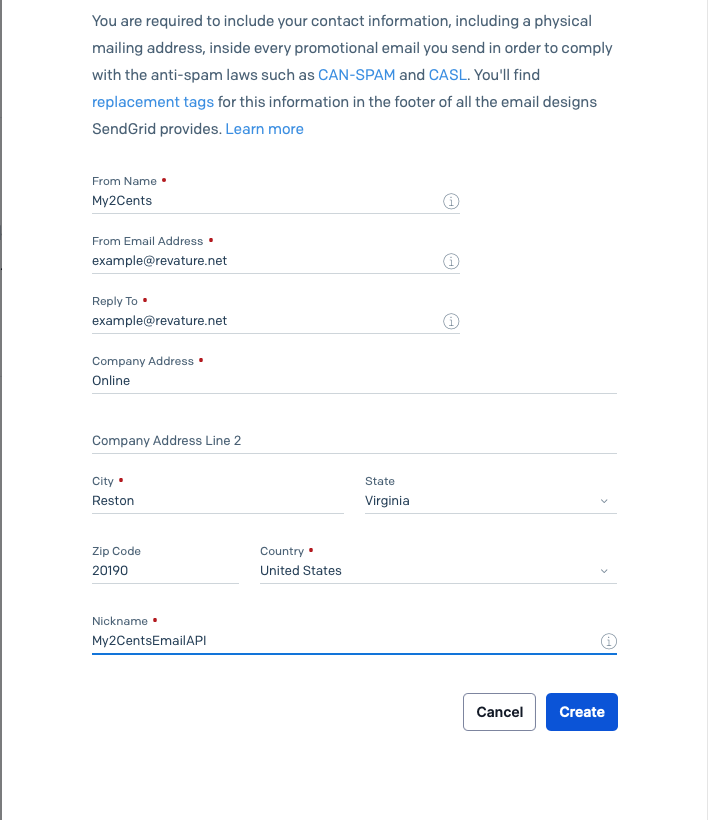 You are required to include your contact information, including a physical
mailing address, inside every promotional email you send in order to comply
with the anti-spam laws such as CAN-SPAM and CASL. You'll find
replacement tags for this information in the footer of all the email designs
SendGrid provides. Learn more
From Name •
My2Cents
From Email Address •
example@revature.net
Reply To •
example@revature.net
Company Address •
Online
Company Address Line 2
City • State
Reston Virginia
Zip Code Country •
20190 United States
Nickname •
My2CentsEmailAPI
Cancel Create